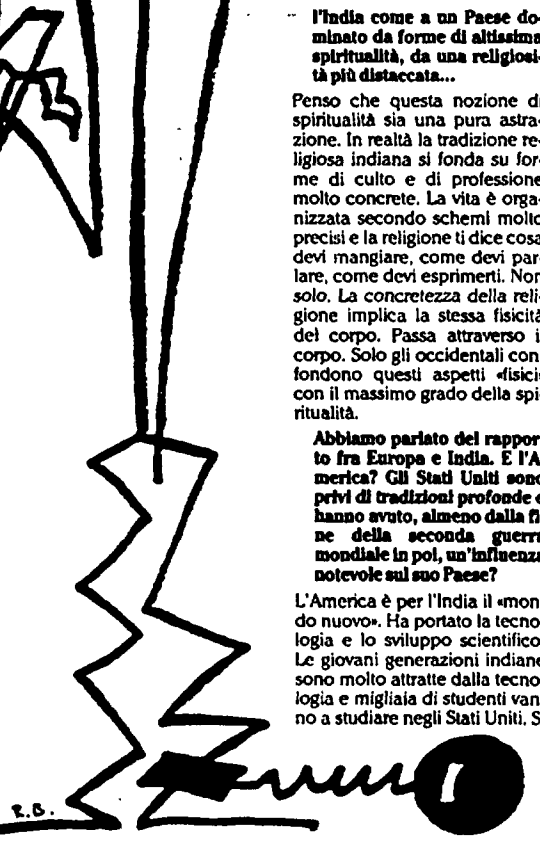 l'India come a un Paese do-
minato da forme di altissima
spiritualità, da una religiosi-
tà più distaccata...
Penso che questa nozione di
spiritualità sia una pura astra-
zione. In realtà la tradizione re-
ligiosa indiana si fonda su for-
me di culto e di professione
molto concrete. La vita è orga-
nizzata secondo schemi molto
precisi e la religione ti dice cosa
devi mangiare, come devi par-
lare, come devi esprimerti. Non
solo. La concretezza della reli-
gione implica la stessa fisicità
del corpo. Passa attraverso i
corpo. Solo gli occidentali con
fondono questi aspetti «fisici»
con il massimo grado della spi
ritualità.
Abbiamo parlato del rappor
to fra Europa e India. E l'A
merica? Gli Stati Uniti sono
privi di tradizioni profonde e
hanno avuto, almeno dalla fi
ne della seconda guerra
mondiale in poi, un'influenza
notevole sul suo Paese?
L'America è per l'India il «mon
do nuovo». Ha portato la tecno
logia e lo sviluppo scientifico
Le giovani generazioni indiane
sono molto attratte dalla tecno
logia e migliaia di studenti van
no a studiare negli Stati Uniti. S
R.B.